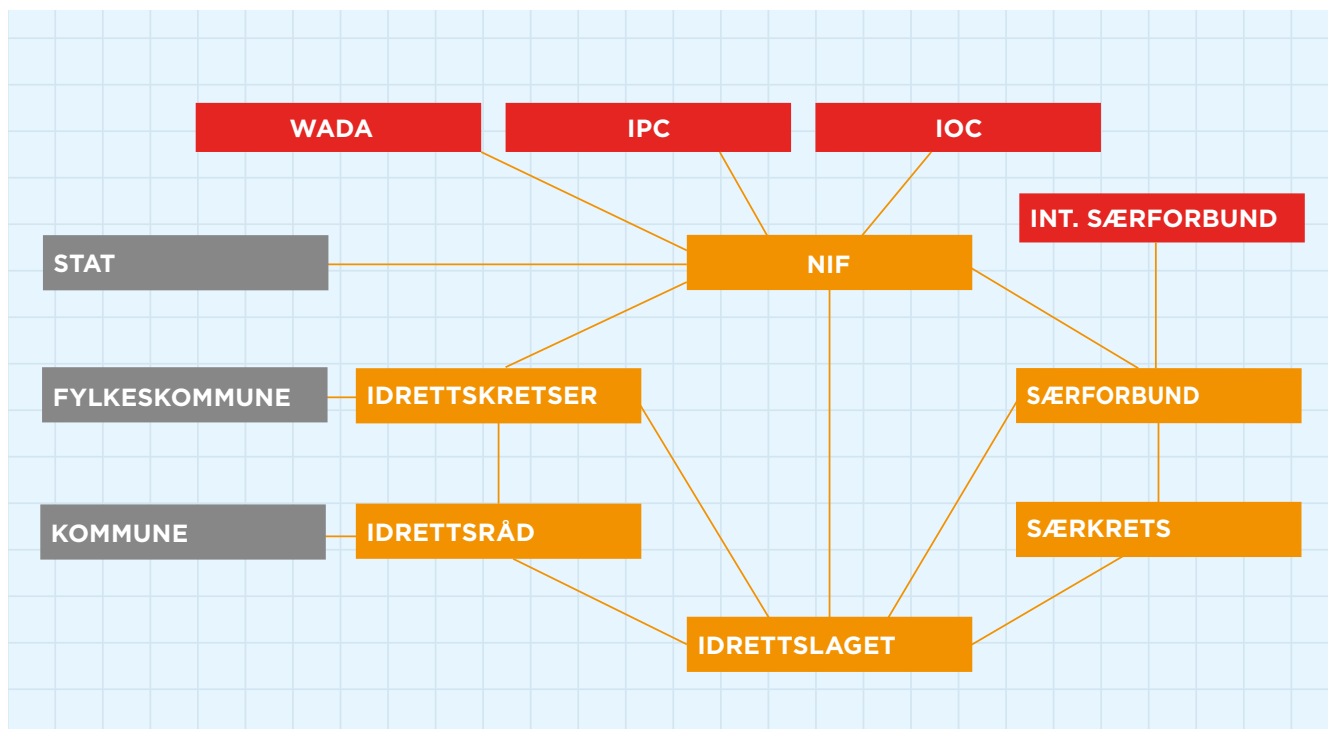 WADA
IPC
IOC
INT. SÆRFORBUND
STAT
NIF
FYLKESKOMMUNE
IDRETTSKRETSER
SÆRFORBUND
KOMMUNE
IDRETTSRÅD
SÆRKRETS
IDRETTSLAGET